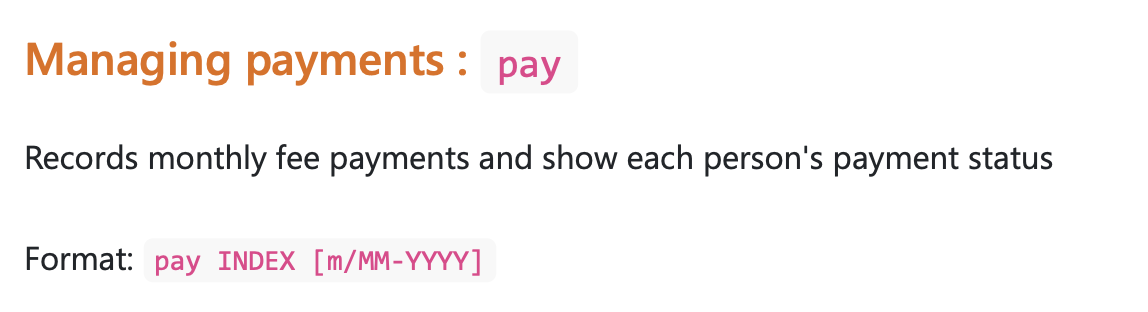 Managing payments : pay
Records monthly fee payments and show each person's payment status
Format: pay INDEX [m/MM-YYYY]